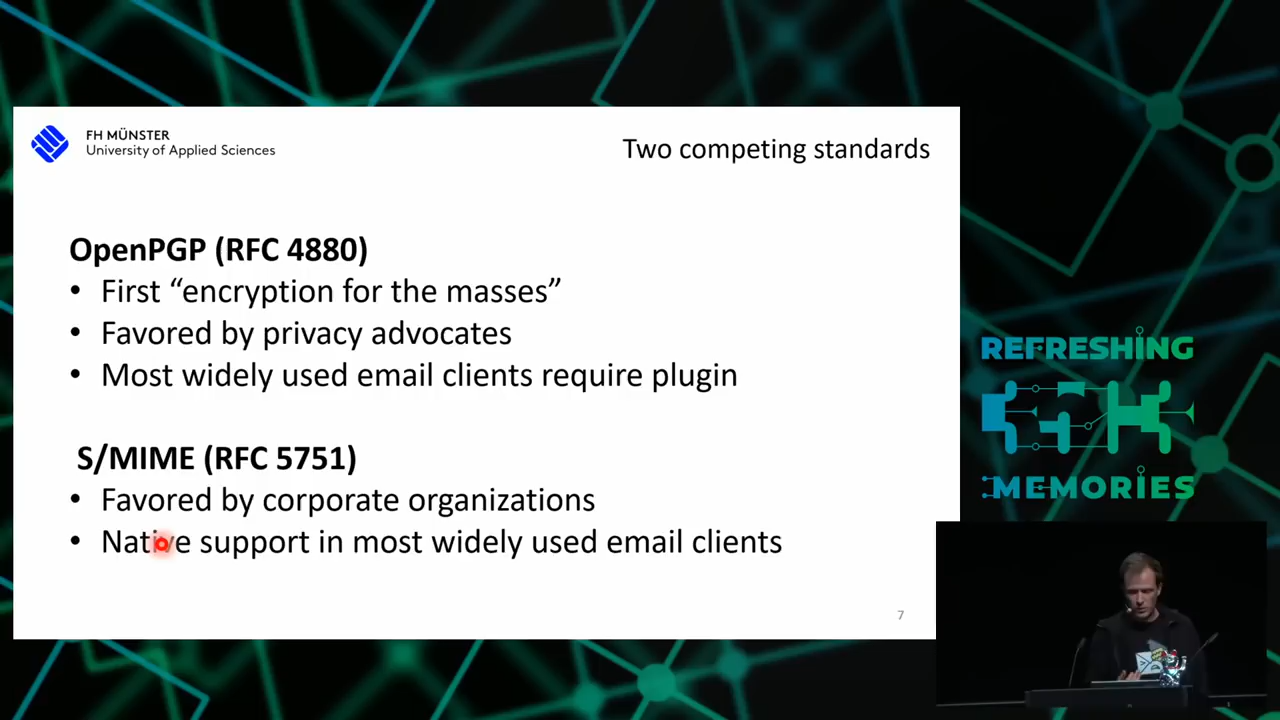 FH MÜNSTER
University of Applied Sciences
Two competing standards
OpenPGP (RFC 4880)
• First “encryption for the masses”
• Favored by privacy advocates
• Most widely used email clients require plugin
S/MIME (RFC 5751)
• Favored by corporate organizations
• Native support in most widely used email clients
7
REFRESHING
35C3
MEMORIES